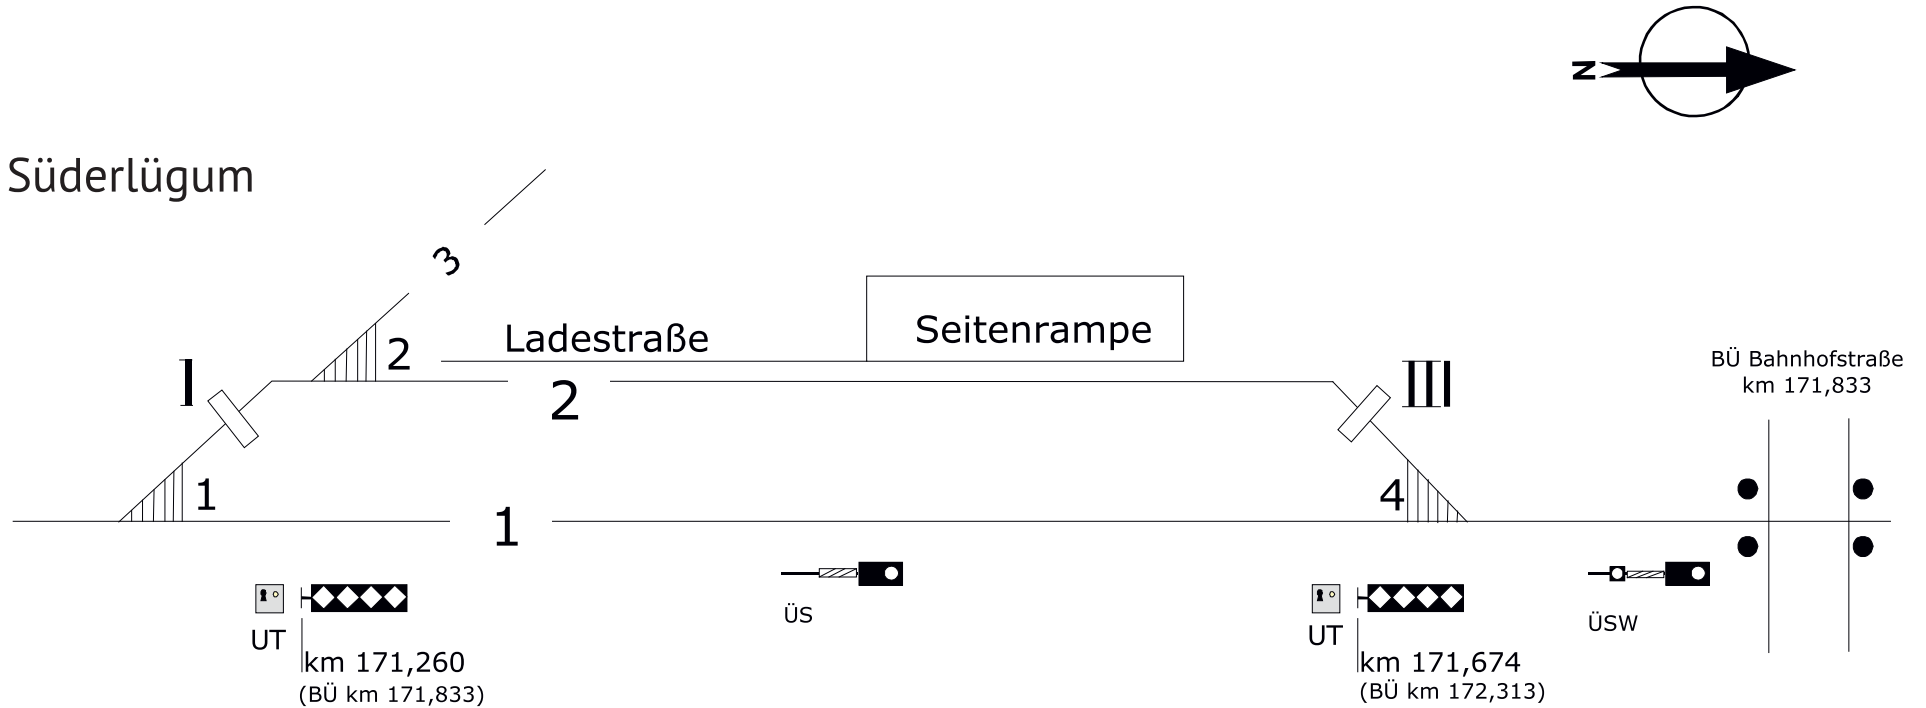 N
Süderlügum
3
Ladestraße
Seitenrampe
2
I
2
III
BÜ Bahnhofstraße
km 171,833
1
4
1
ÜS
ÜSW
UT
km 171,260
(BÜ km 171,833)
UT
km 171,674
(BÜ km 172,313)